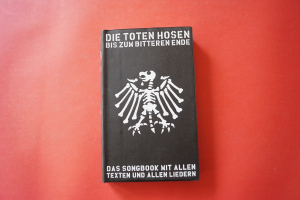 DIE TOTEN HOSEN
BIS ZUM BITTEREN ENDE
DAS SONGBOOK MIT ALLEN
TEXTEN UND ALLEN LIEDERN